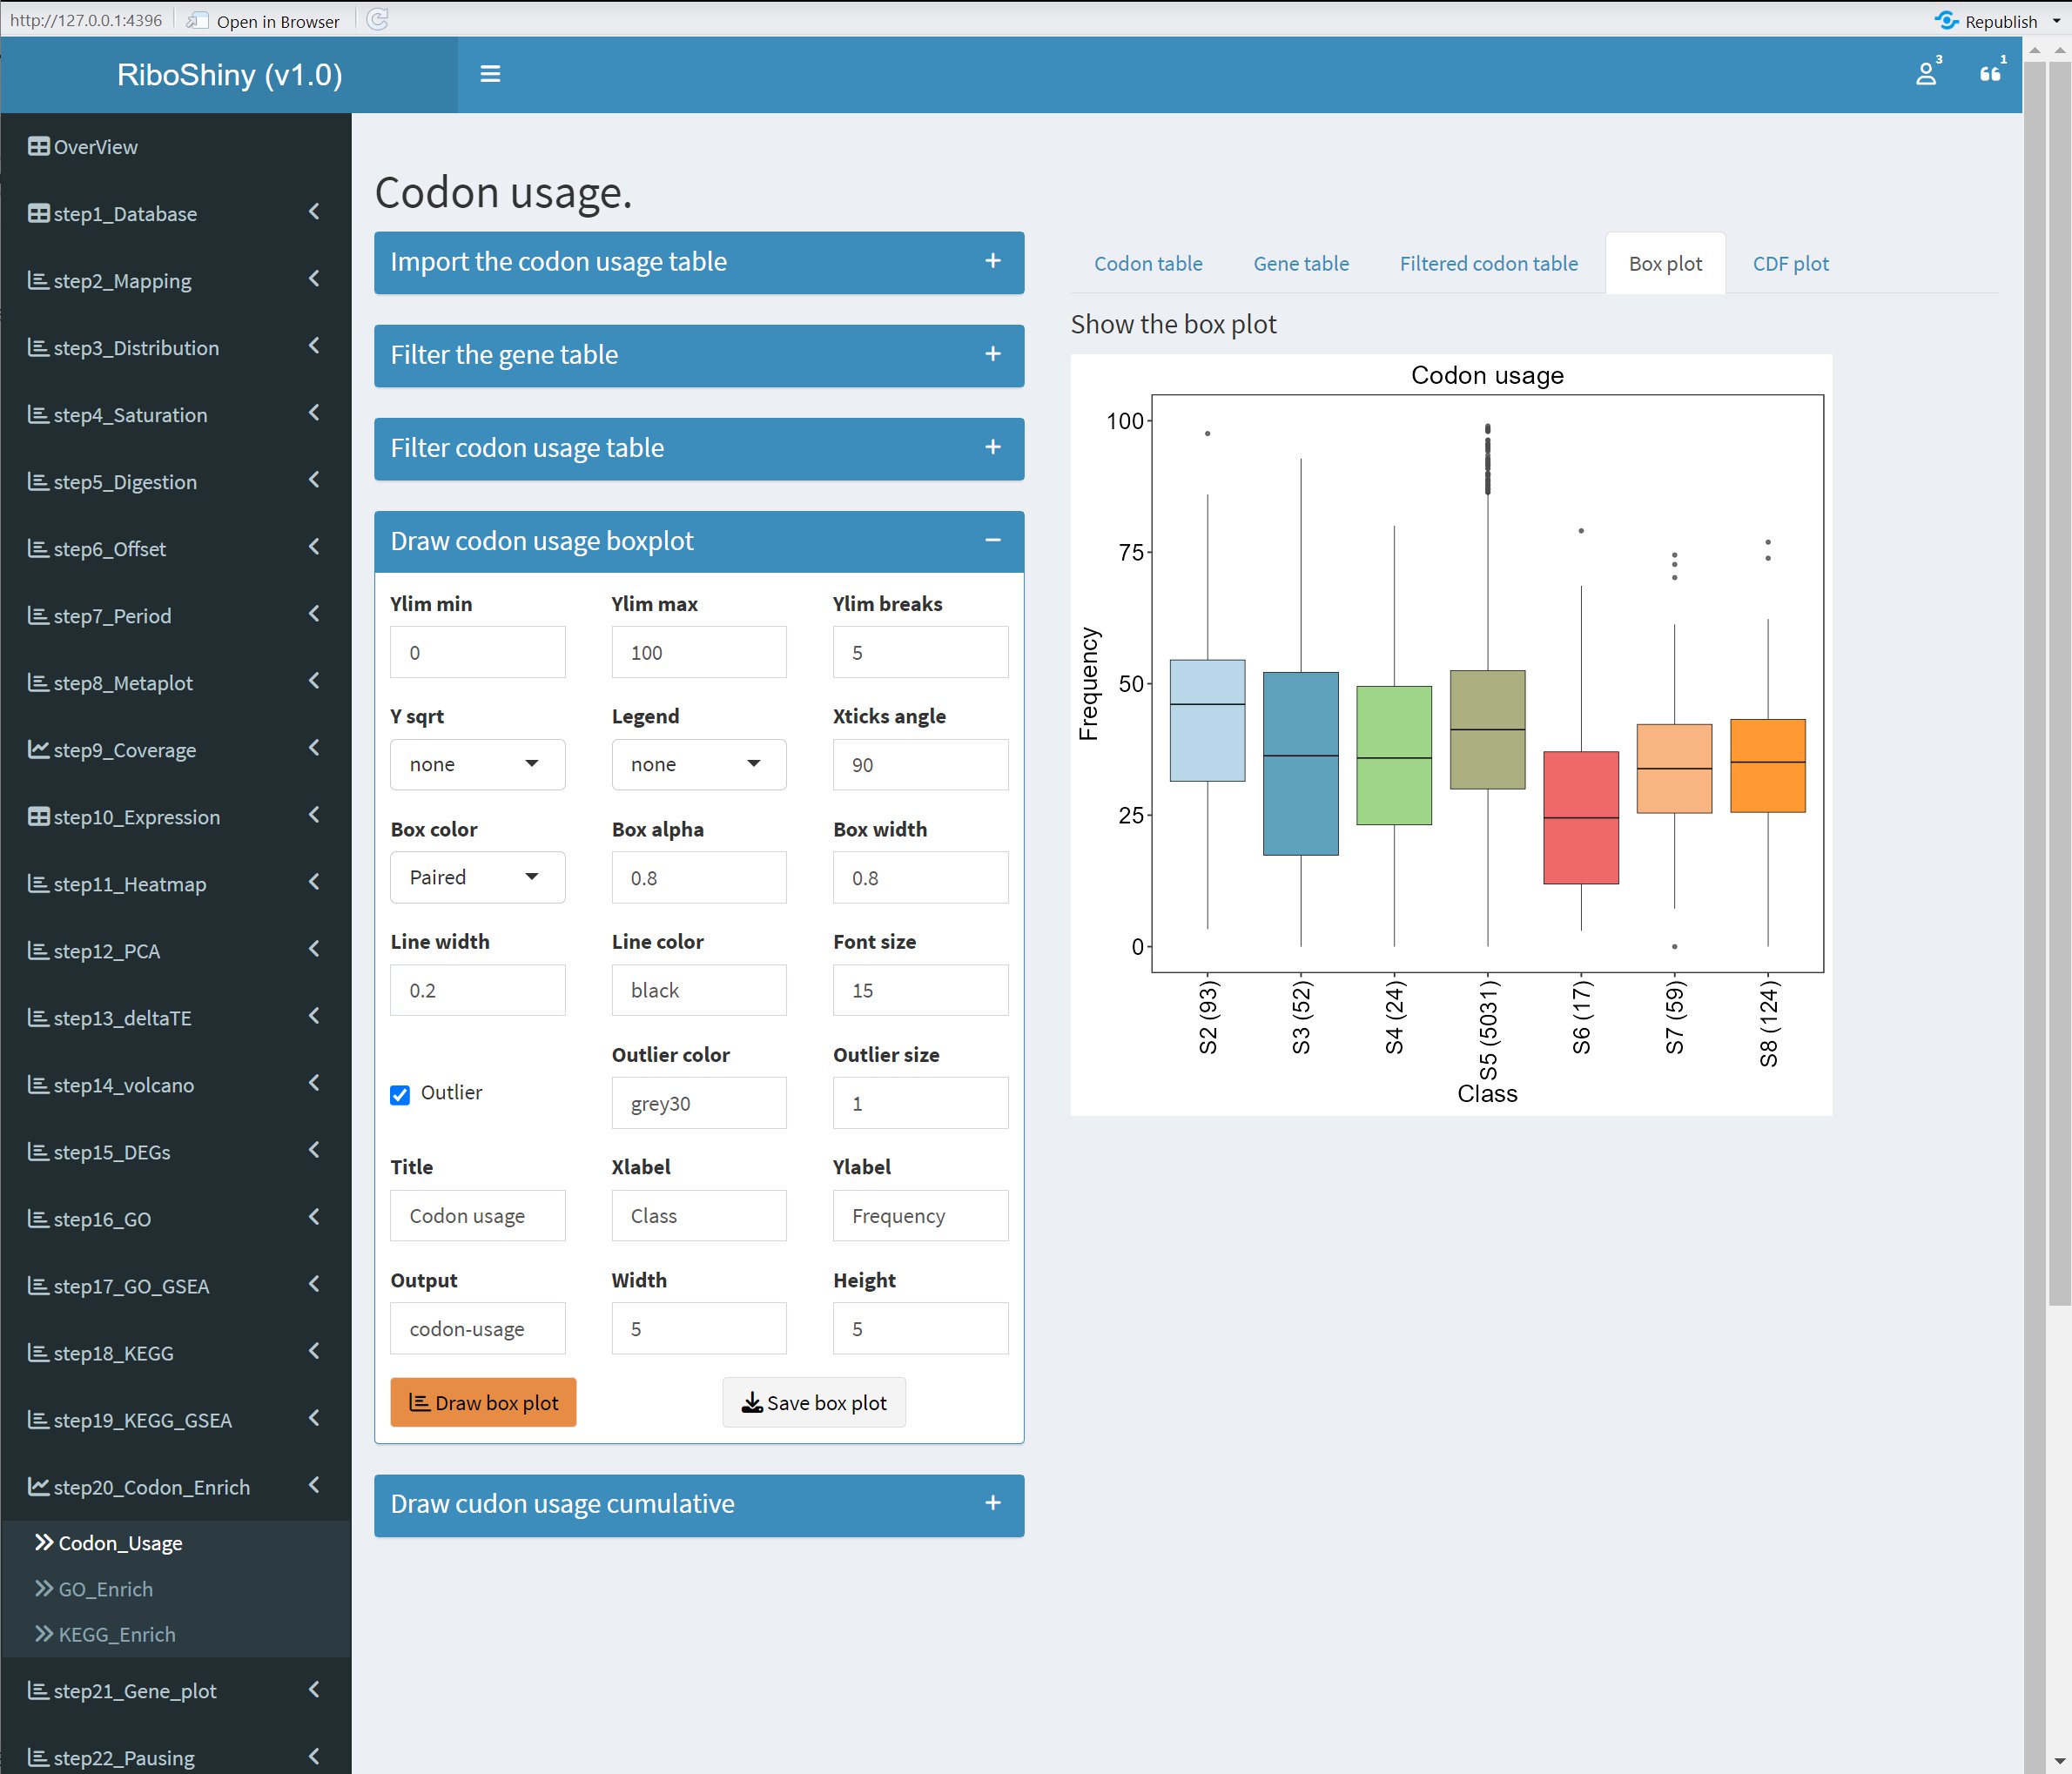 http://127.0.0.1:4396 Open in Browser Republish
RiboShiny (v1.0) 3 1
OverView
step1_Database
step2_Mapping
step3_Distribution
step4_Saturation
step5_Digestion
step6_Offset
step7_Period
step8_Metaplot
step9_Coverage
step10_Expression
step11_Heatmap
step12_PCA
step13_deltaTE
step14_volcano
step15_DEGs
step16_GO
step17_GO_GSEA
step18_KEGG
step19_KEGG_GSEA
step20_Codon_Enrich
Codon_Usage
GO_Enrich
KEGG_Enrich
step21_Gene_plot
step22_Pausing
Codon usage.
Import the codon usage table +
Filter the gene table +
Filter codon usage table +
Draw codon usage boxplot −
Ylim min Ylim max Ylim breaks
0 100 5
Y sqrt Legend Xticks angle
none none 90
Box color Box alpha Box width
Paired 0.8 0.8
Line width Line color Font size
0.2 black 15
Outlier color Outlier size
Outlier grey30 1
Title Xlabel Ylabel
Codon usage Class Frequency
Output Width Height
codon-usage 5 5
Draw box plot Save box plot
Draw cudon usage cumulative +
Codon table Gene table Filtered codon table Box plot CDF plot
Show the box plot
Codon usage
100
75
50
25
0
Frequency
S2 (93)
S3 (52)
S4 (24)
S5 (5031)
S6 (17)
S7 (59)
S8 (124)
Class